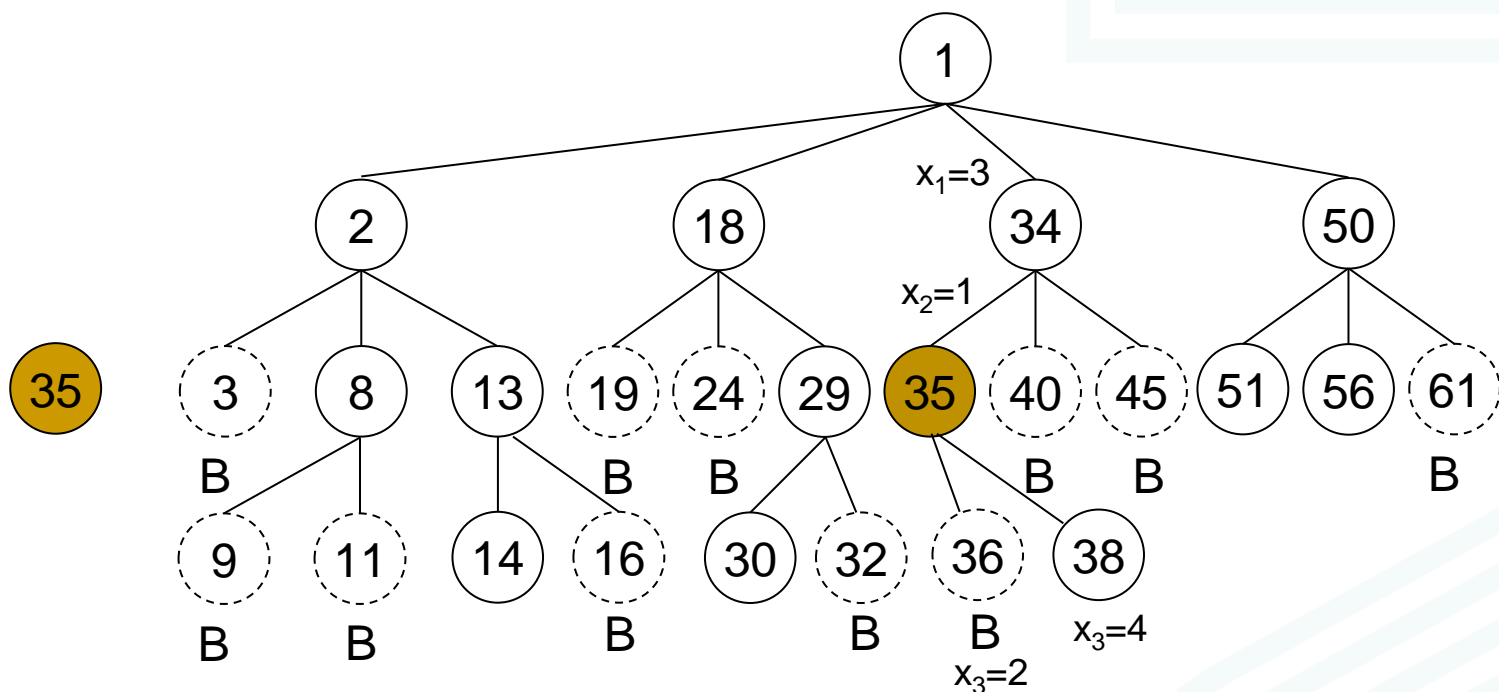 1
x₁=3
2 18 34 50
x₂=1
35 3 8 13 19 24 29 35 40 45 51 56 61
B B B B B B
9 11 14 16 30 32 36 38
B B B B B x₃=4
x₃=2